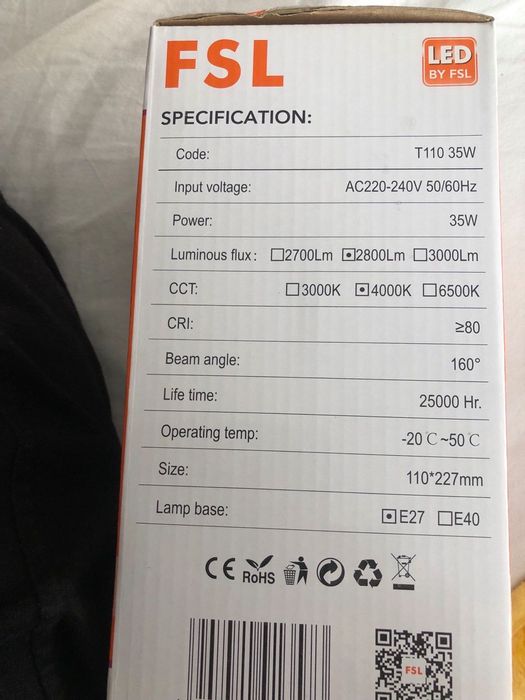 FSL
LED
BY FSL
SPECIFICATION:
Code: T110 35W
Input voltage: AC220-240V 50/60Hz
Power: 35W
Luminous flux: ☐2700Lm ▣2800Lm ☐3000Lm
CCT: ☐3000K ▣4000K ☐6500K
CRI: ≥80
Beam angle: 160°
Life time: 25000 Hr.
Operating temp: -20℃~50℃
Size: 110*227mm
Lamp base: ▣E27 ☐E40
CE RoHS
FSL